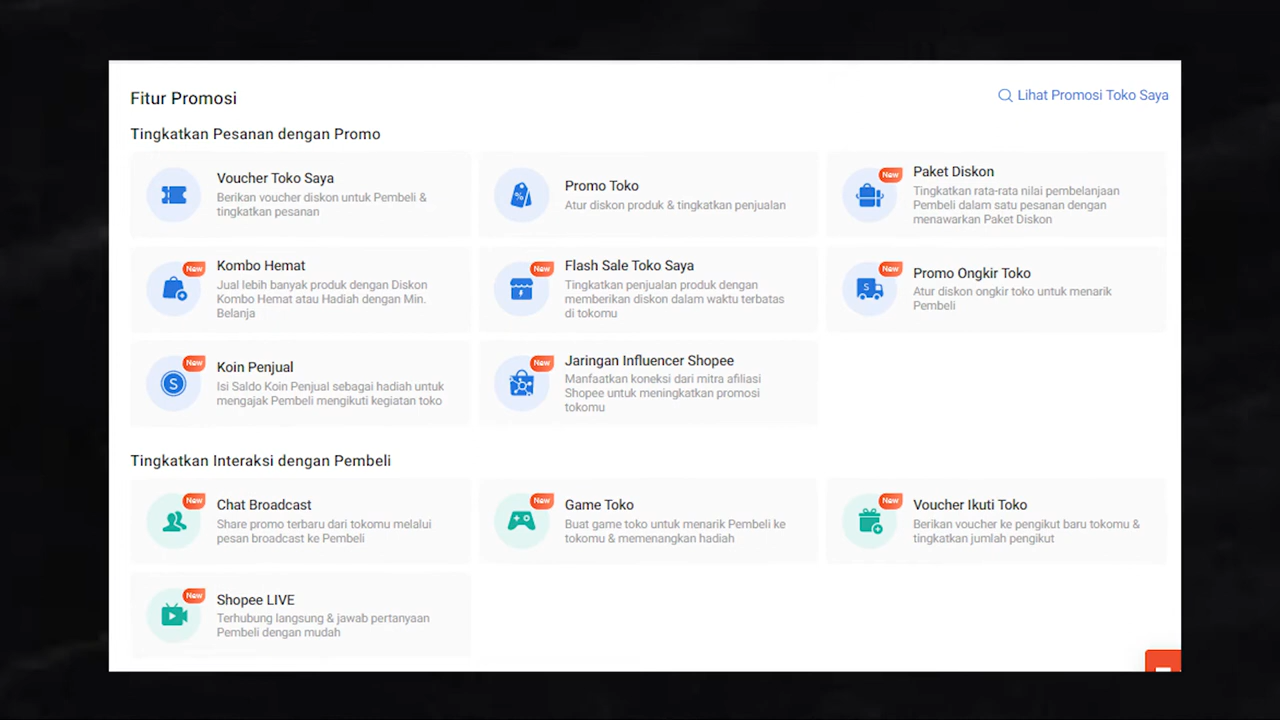 Fitur Promosi
Lihat Promosi Toko Saya
Tingkatkan Pesanan dengan Promo
Voucher Toko Saya
Berikan voucher diskon untuk Pembeli &
tingkatkan pesanan
Promo Toko
Atur diskon produk & tingkatkan penjualan
New
Paket Diskon
Tingkatkan rata-rata nilai pembelanjaan
Pembeli dalam satu pesanan dengan
menawarkan Paket Diskon
New
Kombo Hemat
Jual lebih banyak produk dengan Diskon
Kombo Hemat atau Hadiah dengan Min.
Belanja
New
Flash Sale Toko Saya
Tingkatkan penjualan produk dengan
memberikan diskon dalam waktu terbatas
di tokomu
New
Promo Ongkir Toko
Atur diskon ongkir toko untuk menarik
Pembeli
New
Koin Penjual
Isi Saldo Koin Penjual sebagai hadiah untuk
mengajak Pembeli mengikuti kegiatan toko
New
Jaringan Influencer Shopee
Manfaatkan koneksi dari mitra afiliasi
Shopee untuk meningkatkan promosi
tokomu
Tingkatkan Interaksi dengan Pembeli
New
Chat Broadcast
Share promo terbaru dari tokomu melalui
pesan broadcast ke Pembeli
New
Game Toko
Buat game toko untuk menarik Pembeli ke
tokomu & memenangkan hadiah
New
Voucher Ikuti Toko
Berikan voucher ke pengikut baru tokomu &
tingkatkan jumlah pengikut
New
Shopee LIVE
Terhubung langsung & jawab pertanyaan
Pembeli dengan mudah